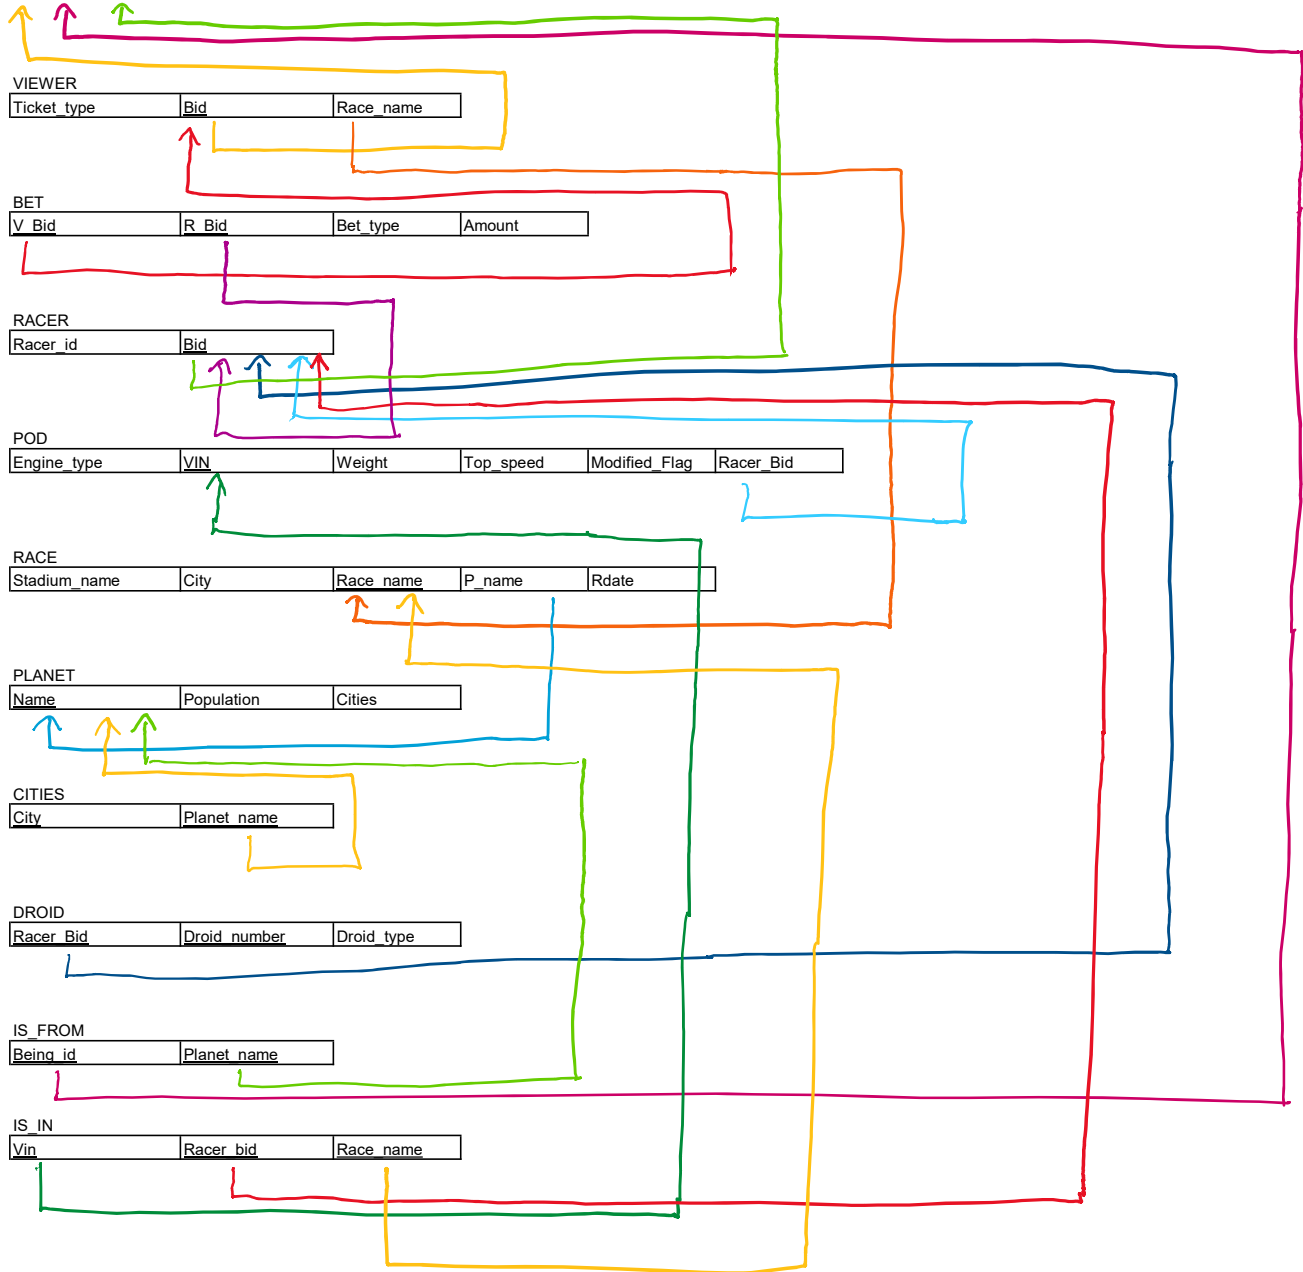 VIEWER
Ticket_type Bid Race_name
BET
V_Bid R_Bid Bet_type Amount
RACER
Racer_id Bid
POD
Engine_type VIN Weight Top_speed Modified_Flag Racer_Bid
RACE
Stadium_name City Race_name P_name Rdate
PLANET
Name Population Cities
CITIES
City Planet_name
DROID
Racer_Bid Droid_number Droid_type
IS_FROM
Being_id Planet_name
IS_IN
Vin Racer_bid Race_name